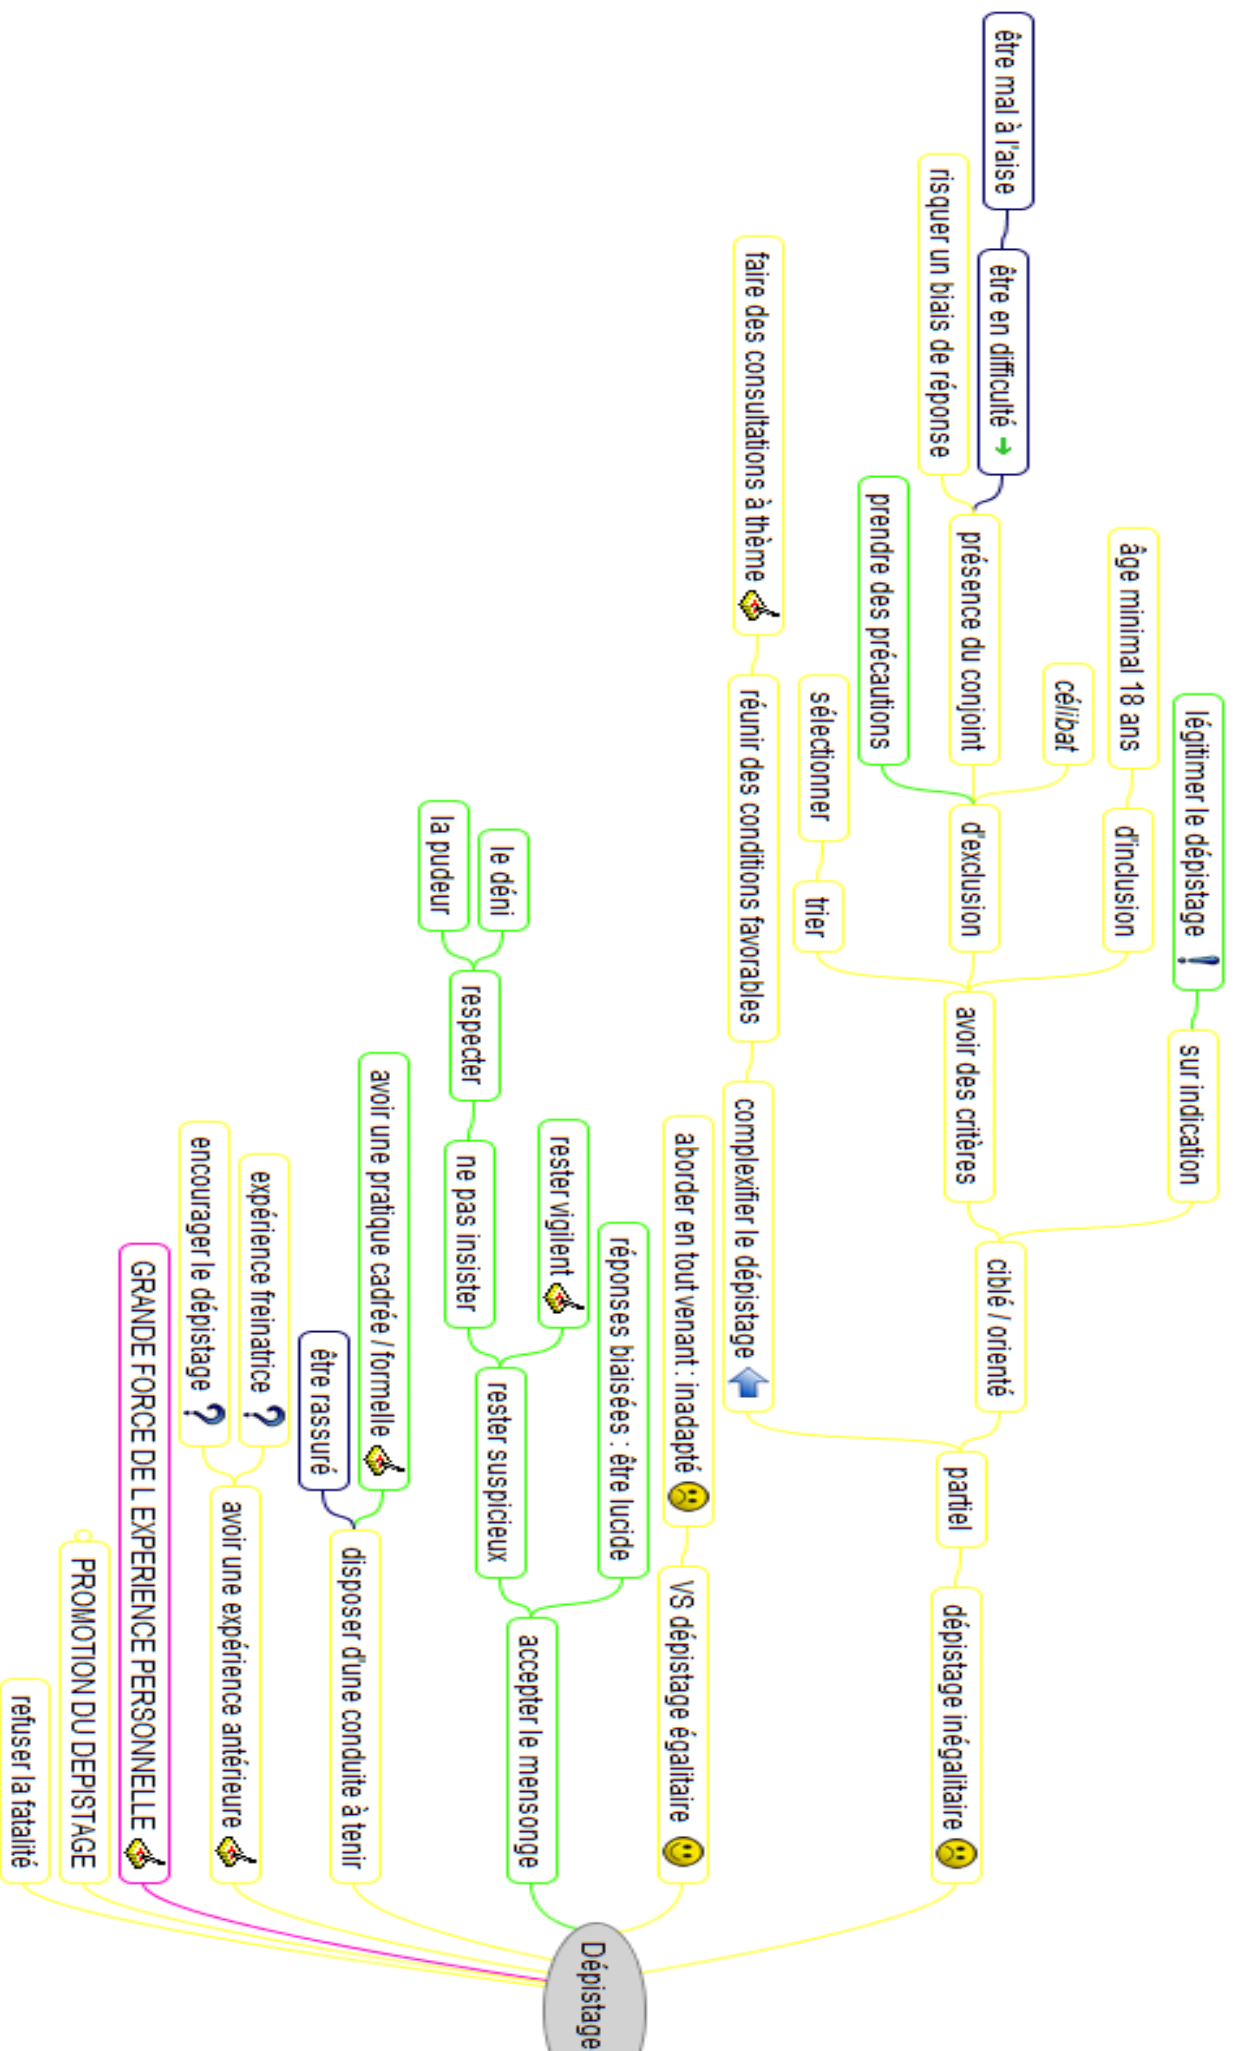 légitimer le dépistage
sur indication
âge minimal 18 ans
d'inclusion
célibat
être mal à l'aise
être en difficulté
présence du conjoint
risquer un biais de réponse
d'exclusion
prendre des précautions
avoir des critères
sélectionner
trier
ciblé / orienté
faire des consultations à thème
réunir des conditions favorables
complexifier le dépistage
partiel
dépistage inégalitaire
aborder en tout venant : inadapté
VS dépistage égalitaire
réponses biaisées : être lucide
rester vigilent
le déni
la pudeur
respecter
ne pas insister
rester suspicieux
accepter le mensonge
avoir une pratique cadrée / formelle
être rassuré
disposer d'une conduite à tenir
expérience freinatrice
encourager le dépistage
avoir une expérience antérieure
GRANDE FORCE DE L EXPERIENCE PERSONNELLE
PROMOTION DU DEPISTAGE
refuser la fatalité
Dépistage